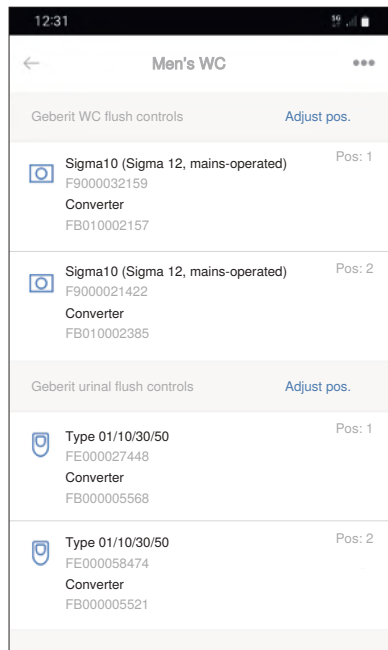 12:31
5G
Men's WC
Geberit WC flush controls Adjust pos.
Sigma10 (Sigma 12, mains-operated) Pos: 1
F9000032159
Converter
FB010002157
Sigma10 (Sigma 12, mains-operated) Pos: 2
F9000021422
Converter
FB010002385
Geberit urinal flush controls Adjust pos.
Type 01/10/30/50 Pos: 1
FE000027448
Converter
FB000005568
Type 01/10/30/50 Pos: 2
FE000058474
Converter
FB000005521